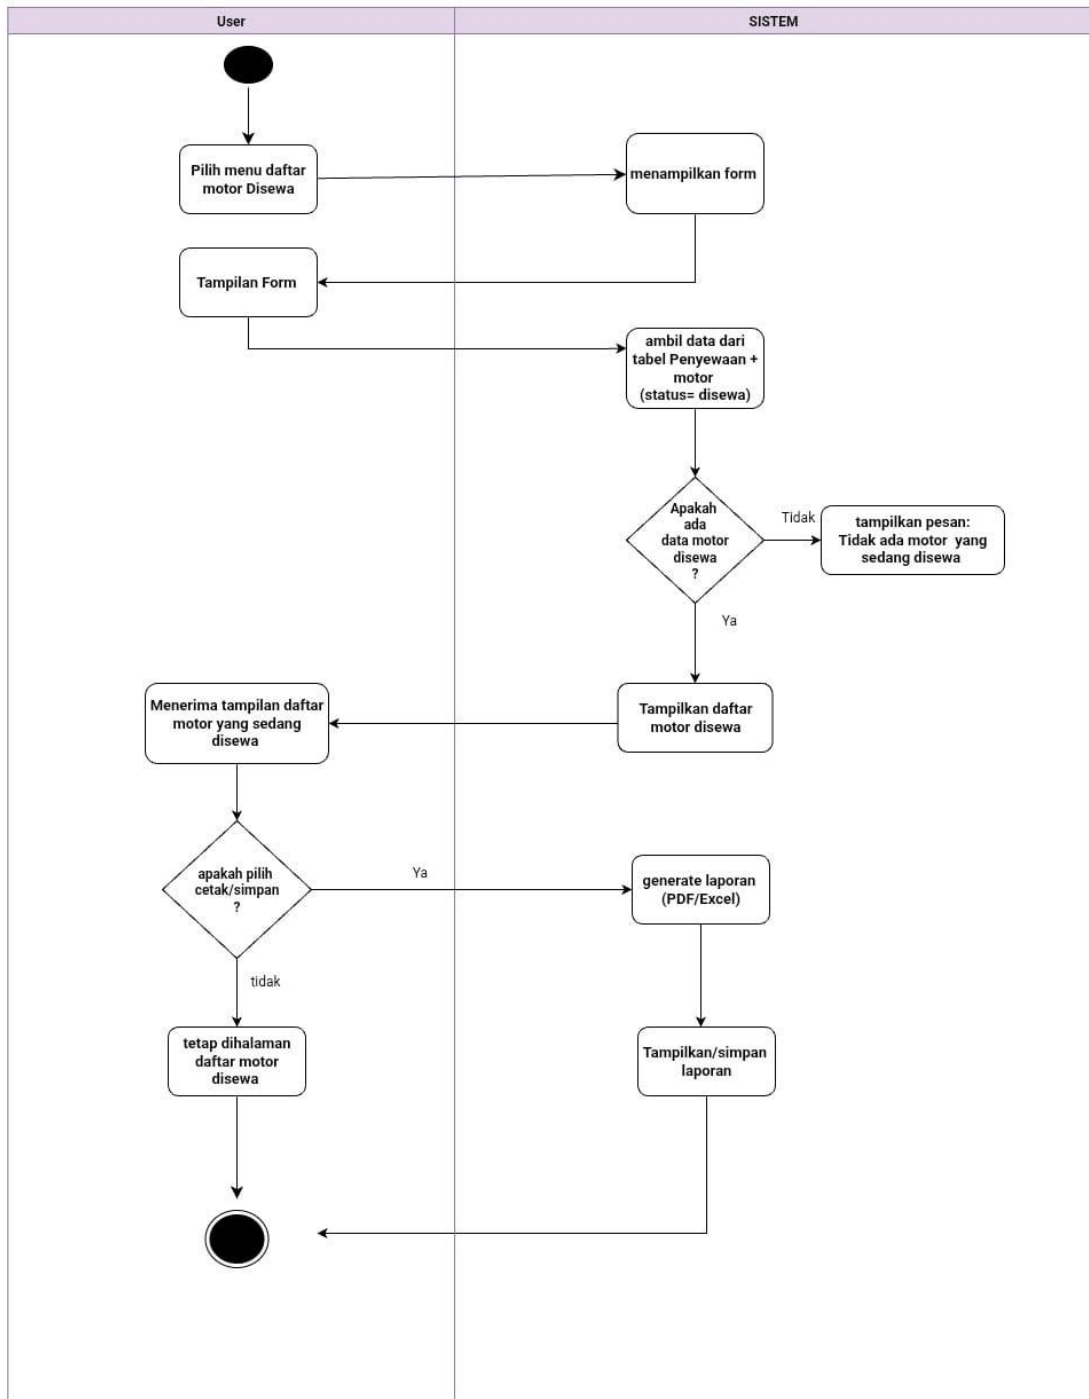 User
SISTEM
Pilih menu daftar
motor Disewa
menampilkan form
Tampilan Form
ambil data dari
tabel Penyewaan +
motor
(status= disewa)
Apakah
ada
data motor
disewa
?
Tidak
tampilkan pesan:
Tidak ada motor yang
sedang disewa
Ya
Tampilkan daftar
motor disewa
Menerima tampilan daftar
motor yang sedang
disewa
apakah pilih
cetak/simpan
?
Ya
generate laporan
(PDF/Excel)
tidak
tetap dihalaman
daftar motor
disewa
Tampilkan/simpan
laporan